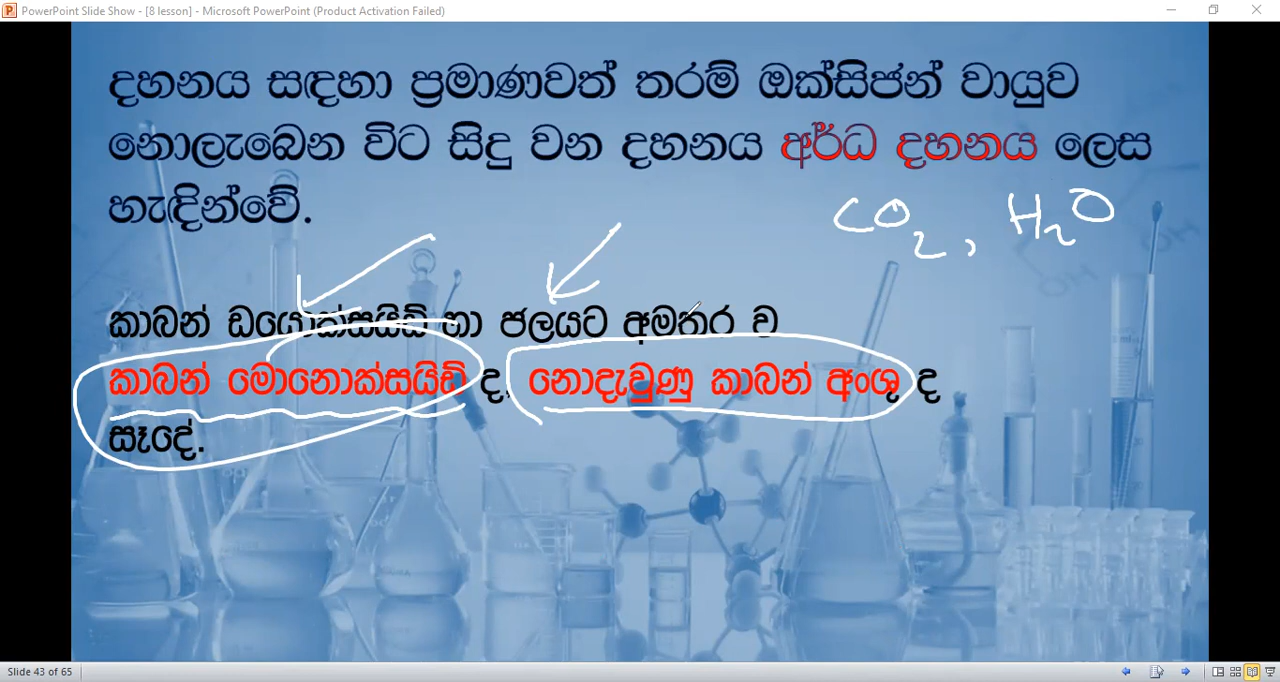 PowerPoint Slide Show - [8 lesson] - Microsoft PowerPoint (Product Activation Failed)
දහනය සඳහා ප්‍රමාණවත් තරම් ඔක්සිජන් වායුව
නොලැබෙන විට සිදු වන දහනය අර්ධ දහනය ලෙස
හැඳින්වේ.
CO2, H2O
කාබන් ඩයොක්සයිඩ් හා ජලයට අමතර ව
කාබන් මොනොක්සයිඩ් ද, නොදැවුණු කාබන් අංශු ද
සෑදේ.
Slide 43 of 65